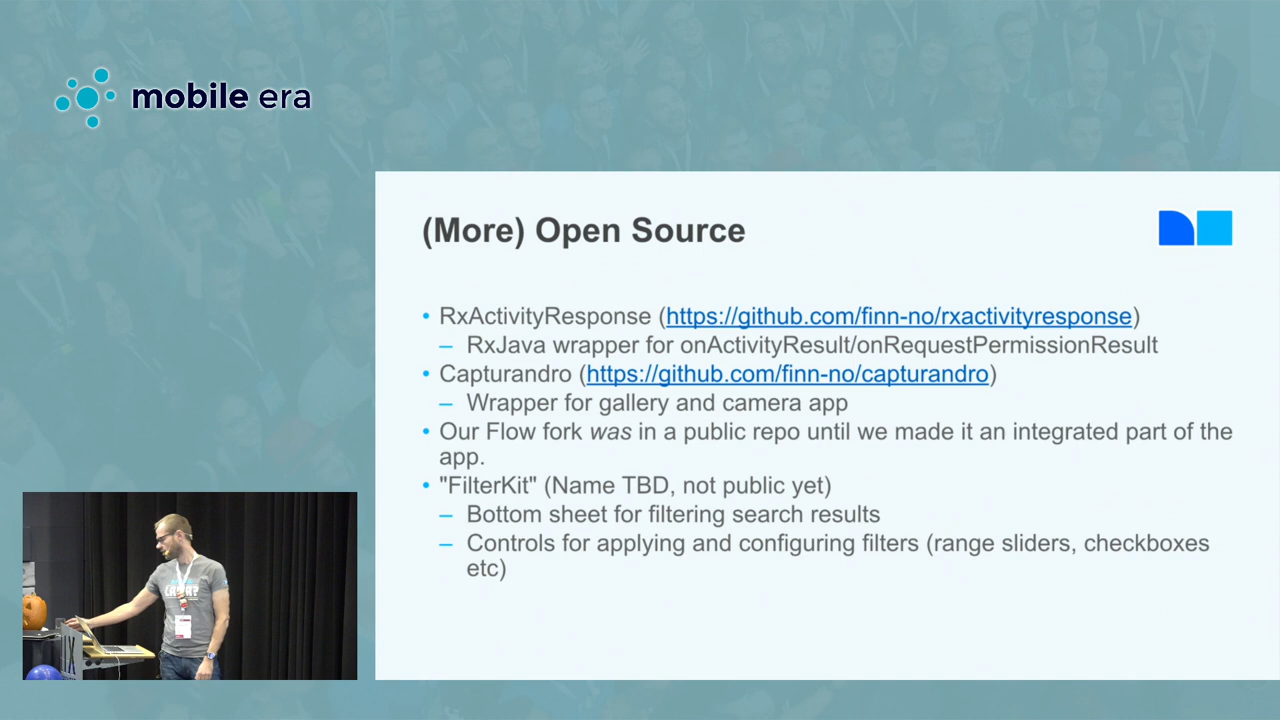 mobile era
(More) Open Source
• RxActivityResponse (https://github.com/finn-no/rxactivityresponse)
– RxJava wrapper for onActivityResult/onRequestPermissionResult
• Capturandro (https://github.com/finn-no/capturandro)
– Wrapper for gallery and camera app
• Our Flow fork was in a public repo until we made it an integrated part of the
app.
• "FilterKit" (Name TBD, not public yet)
– Bottom sheet for filtering search results
– Controls for applying and configuring filters (range sliders, checkboxes
etc)